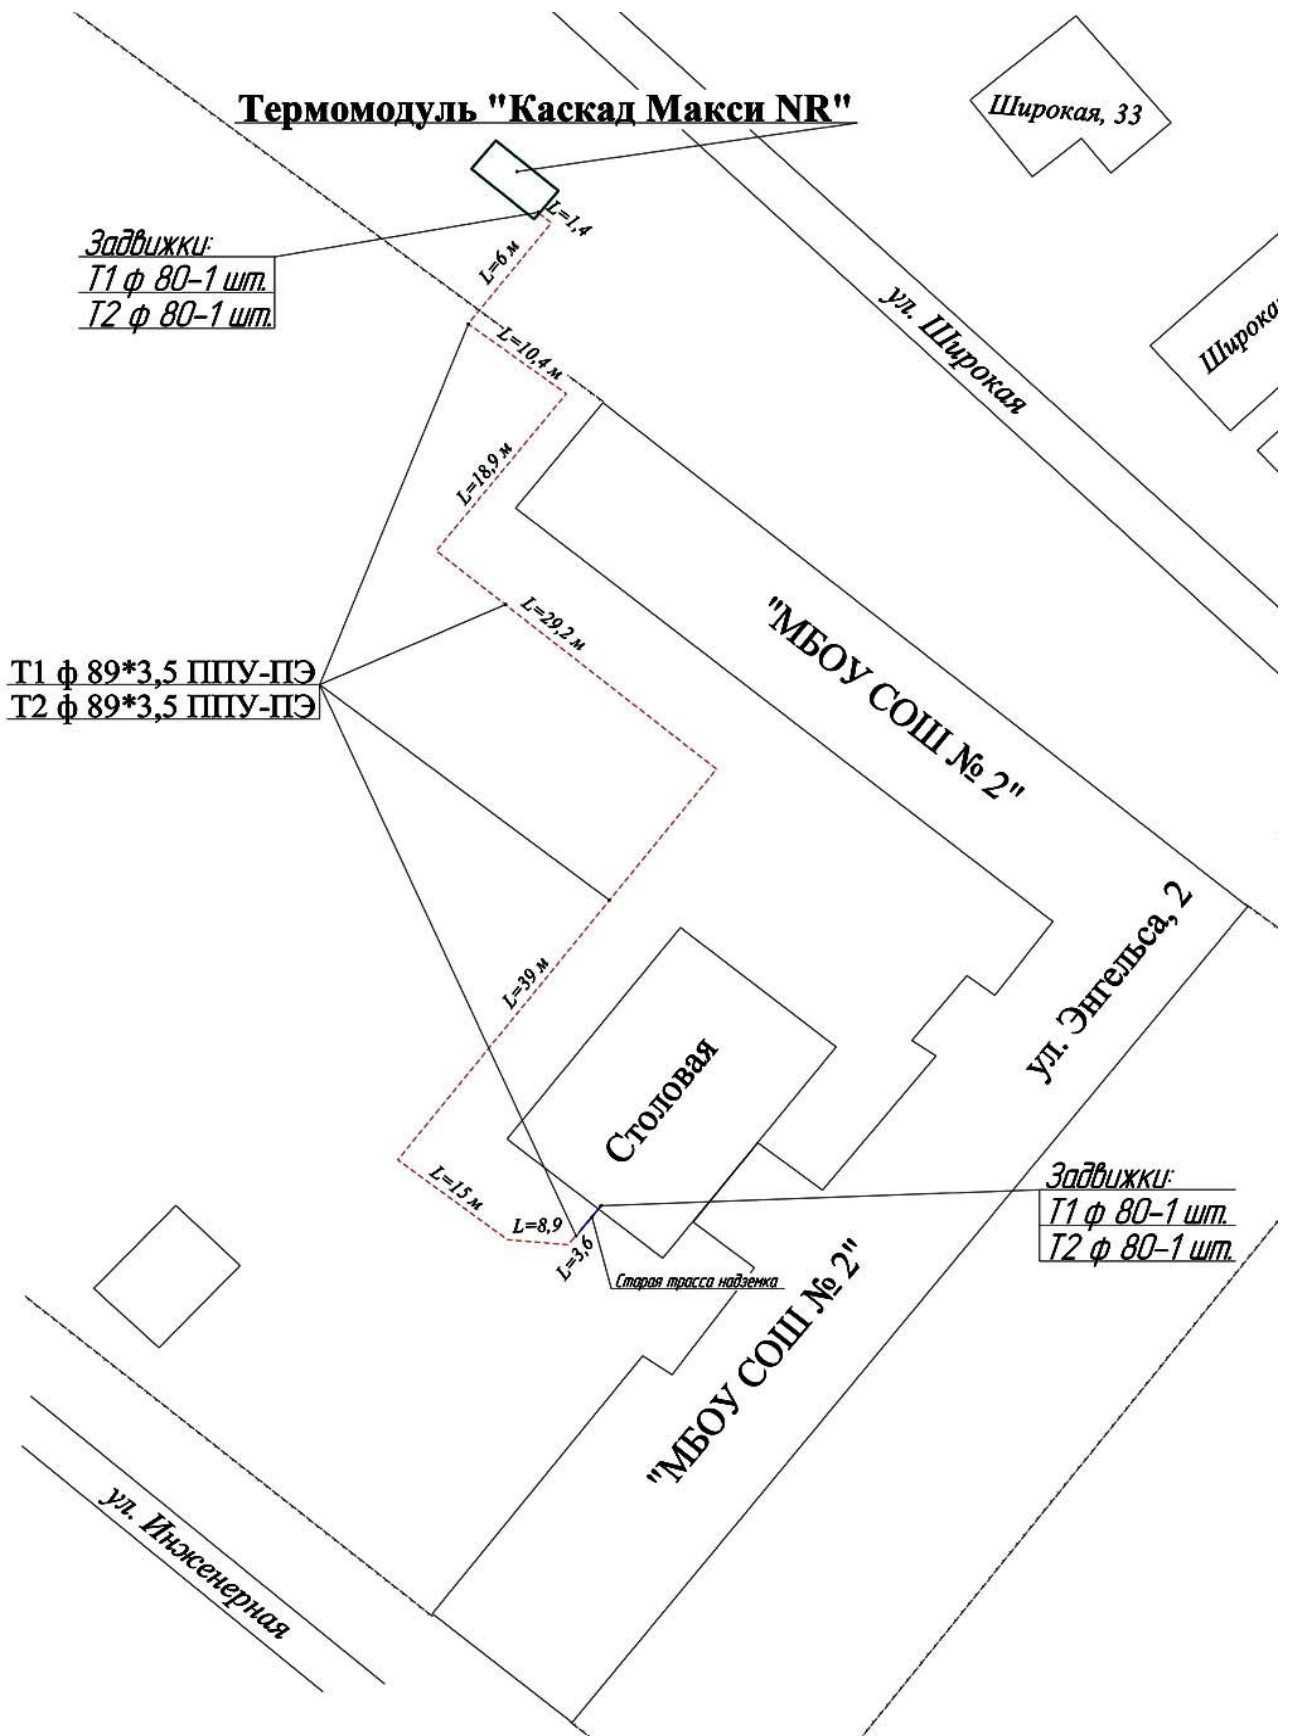 Термомодуль "Каскад Макси NR"
Широкая, 33
L=1,4
Задвижки:
Т1 ф 80-1 шт.
Т2 ф 80-1 шт.
L=6 м
ул. Широкая
L=10,4 м
L=18,9 м
L=29,2 м
"МБОУ СОШ № 2"
Т1 ф 89*3,5 ППУ-ПЭ
Т2 ф 89*3,5 ППУ-ПЭ
ул. Энгельса, 2
L=39 м
Столовая
L=15 м
L=8,9
L=3,6
Задвижки:
Т1 ф 80-1 шт.
Т2 ф 80-1 шт.
Старая трасса надземка
"МБОУ СОШ № 2"
ул. Инженерная